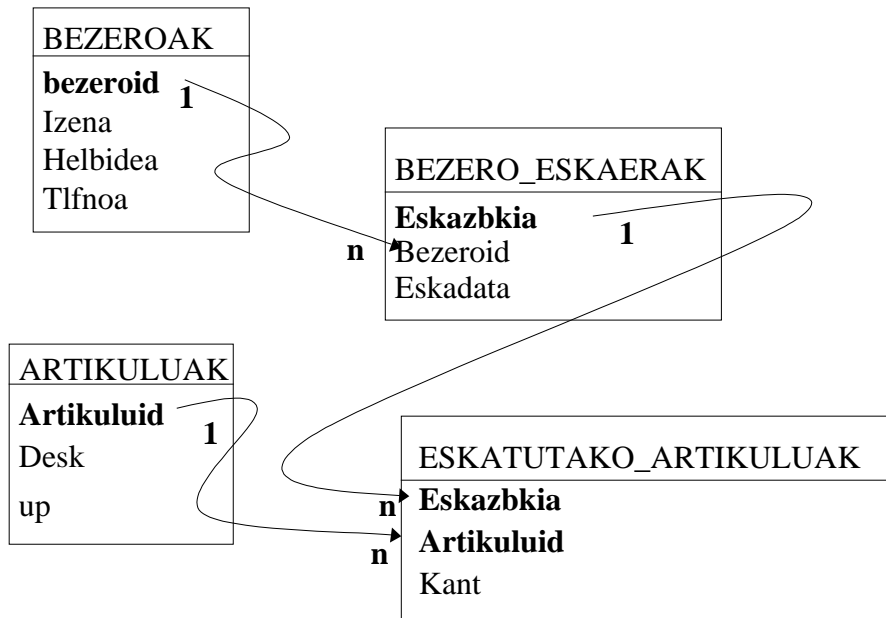 BEZEROAK
bezeroid
1
Izena
Helbidea
Tlfnoa
BEZERO_ESKAERAK
Eskazbkia
1
n
Bezeroid
Eskadata
ARTIKULUAK
Artikuluid
1
Desk
up
ESKATUTAKO_ARTIKULUAK
n
Eskazbkia
n
Artikuluid
Kant